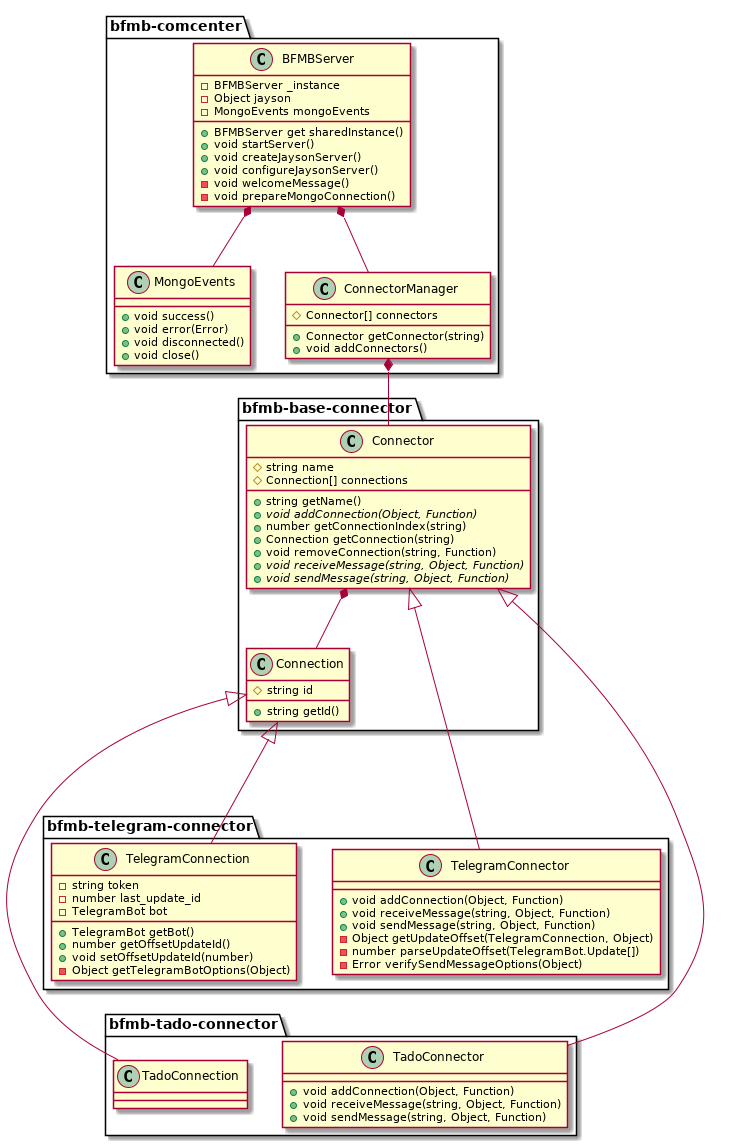 bfmb-comcenter
C BFMBServer
BFMBServer _instance
Object jayson
MongoEvents mongoEvents
BFMBServer get sharedInstance()
void startServer()
void createJaysonServer()
void configureJaysonServer()
void welcomeMessage()
void prepareMongoConnection()
C MongoEvents
void success()
void error(Error)
void disconnected()
void close()
C ConnectorManager
Connector[] connectors
Connector getConnector(string)
void addConnectors()
bfmb-base-connector
C Connector
string name
Connection[] connections
string getName()
void addConnection(Object, Function)
number getConnectionIndex(string)
Connection getConnection(string)
void removeConnection(string, Function)
void receiveMessage(string, Object, Function)
void sendMessage(string, Object, Function)
C Connection
string id
string getId()
bfmb-telegram-connector
C TelegramConnection
string token
number last_update_id
TelegramBot bot
TelegramBot getBot()
number getOffsetUpdateId()
void setOffsetUpdateId(number)
Object getTelegramBotOptions(Object)
C TelegramConnector
void addConnection(Object, Function)
void receiveMessage(string, Object, Function)
void sendMessage(string, Object, Function)
Object getUpdateOffset(TelegramConnection, Object)
number parseUpdateOffset(TelegramBot.Update[])
Error verifySendMessageOptions(Object)
bfmb-tado-connector
C TadoConnection
C TadoConnector
void addConnection(Object, Function)
void receiveMessage(string, Object, Function)
void sendMessage(string, Object, Function)